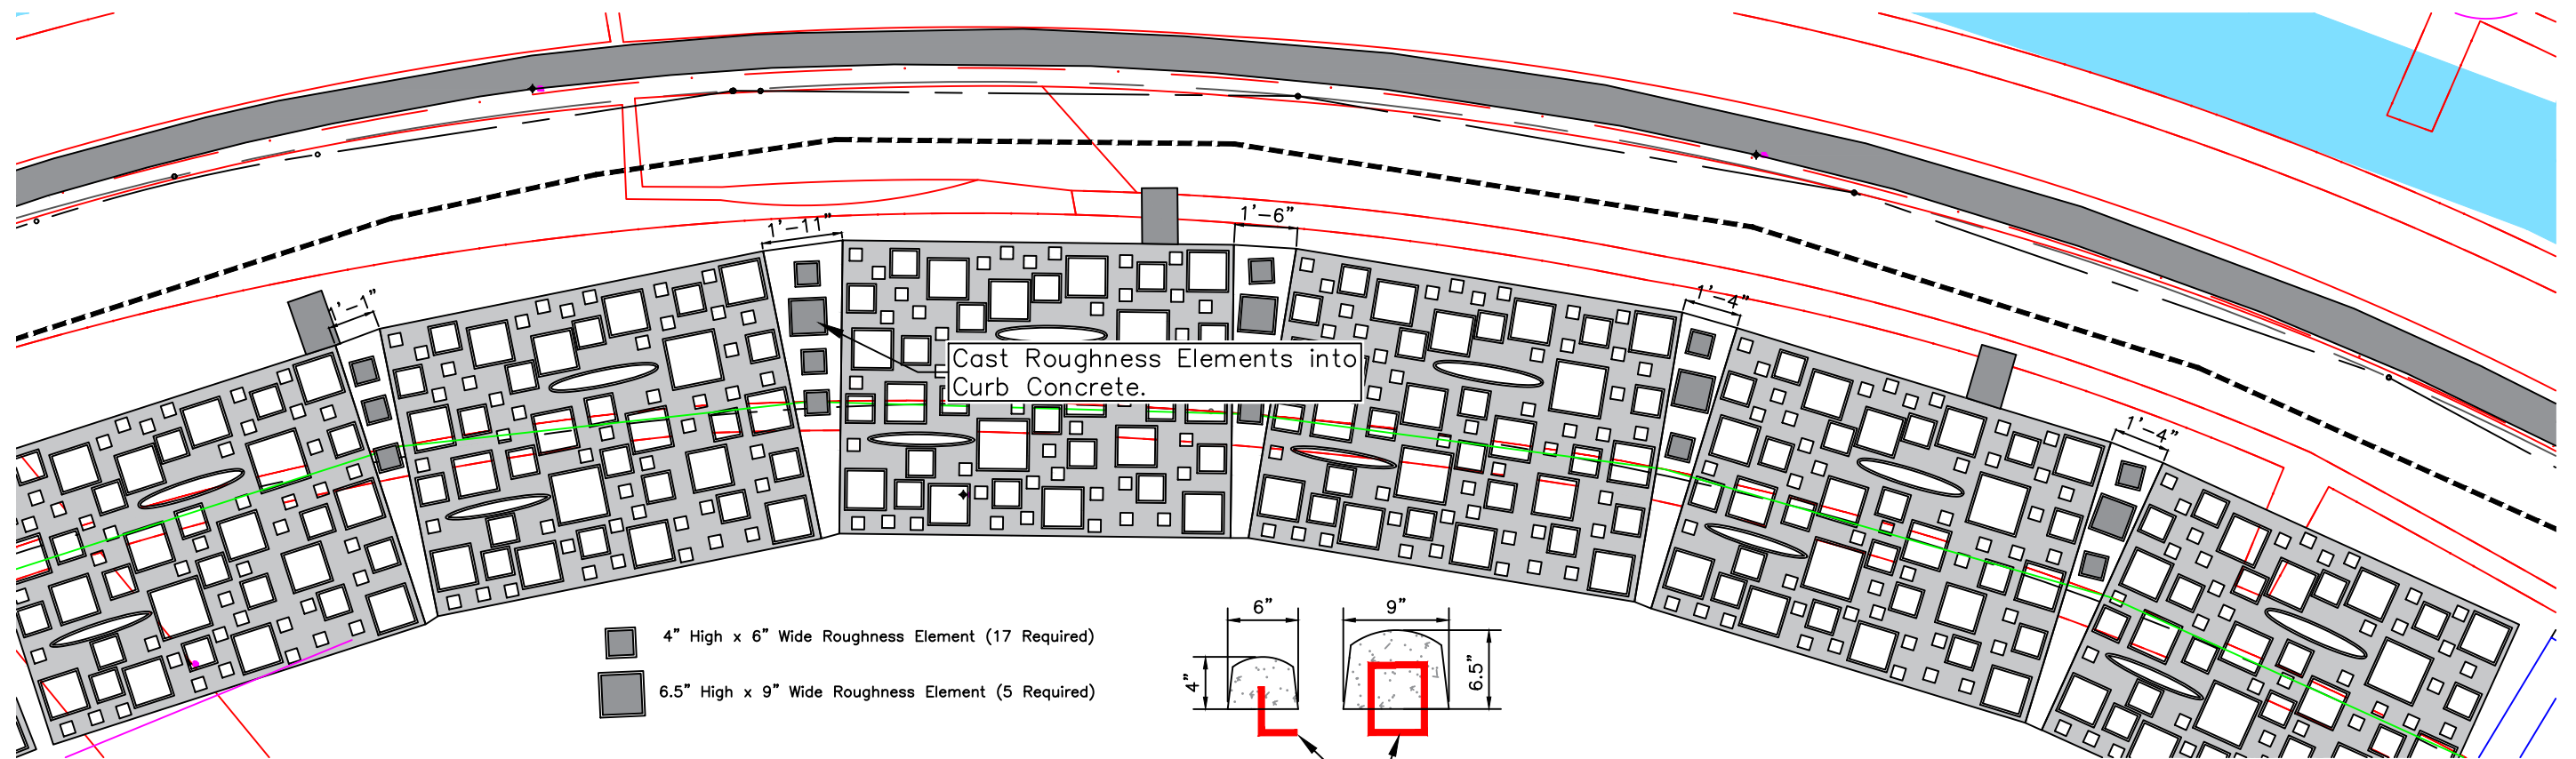 1'-11"
1'-6"
'-1"
1'-4"
1'-4"
Cast Roughness Elements into
Curb Concrete.
4" High x 6" Wide Roughness Element (17 Required)
6.5" High x 9" Wide Roughness Element (5 Required)
6"
9"
4"
6.5"